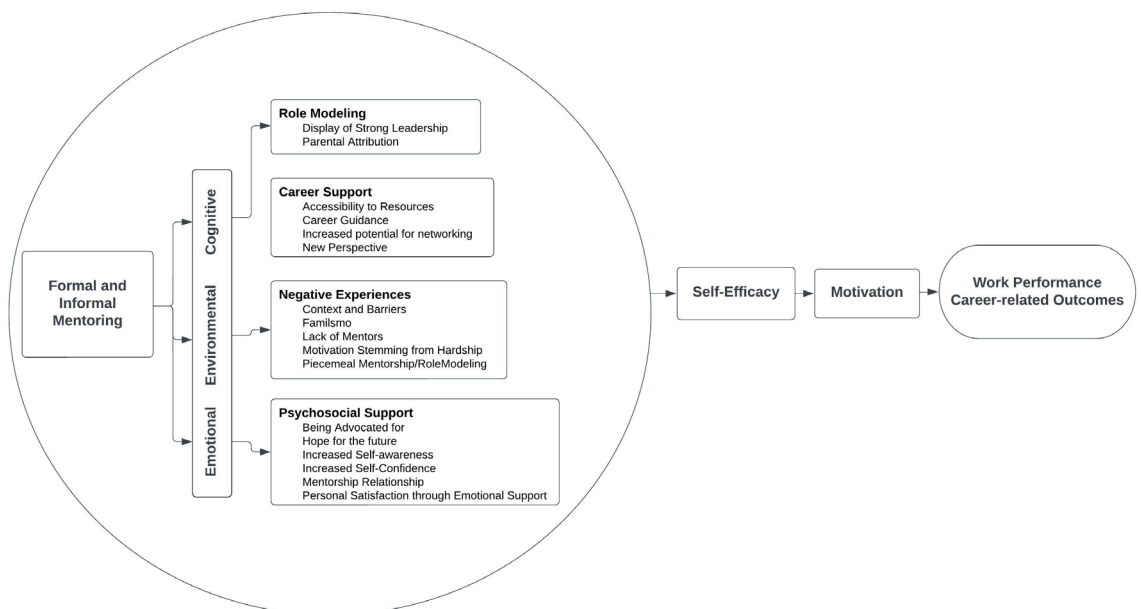 Formal and
Informal
Mentoring
Cognitive
Environmental
Emotional
Role Modeling
Display of Strong Leadership
Parental Attribution
Career Support
Accessibility to Resources
Career Guidance
Increased potential for networking
New Perspective
Negative Experiences
Context and Barriers
Familsmo
Lack of Mentors
Motivation Stemming from Hardship
Piecemeal Mentorship/RoleModeling
Psychosocial Support
Being Advocated for
Hope for the future
Increased Self-awareness
Increased Self-Confidence
Mentorship Relationship
Personal Satisfaction through Emotional Support
Self-Efficacy
Motivation
Work Performance
Career-related Outcomes